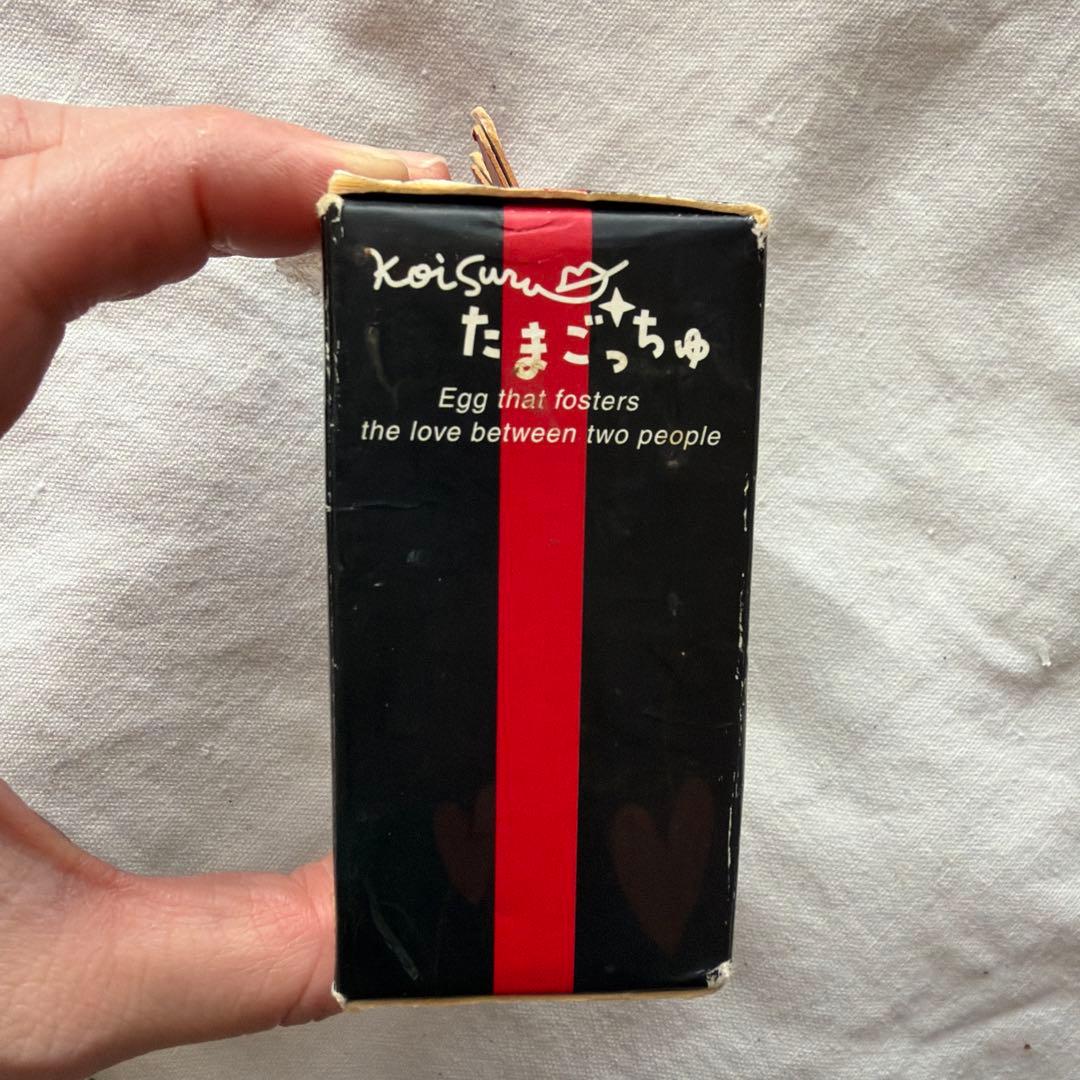 Koisuru
たまごっちゅ
Egg that fosters
the love between two people